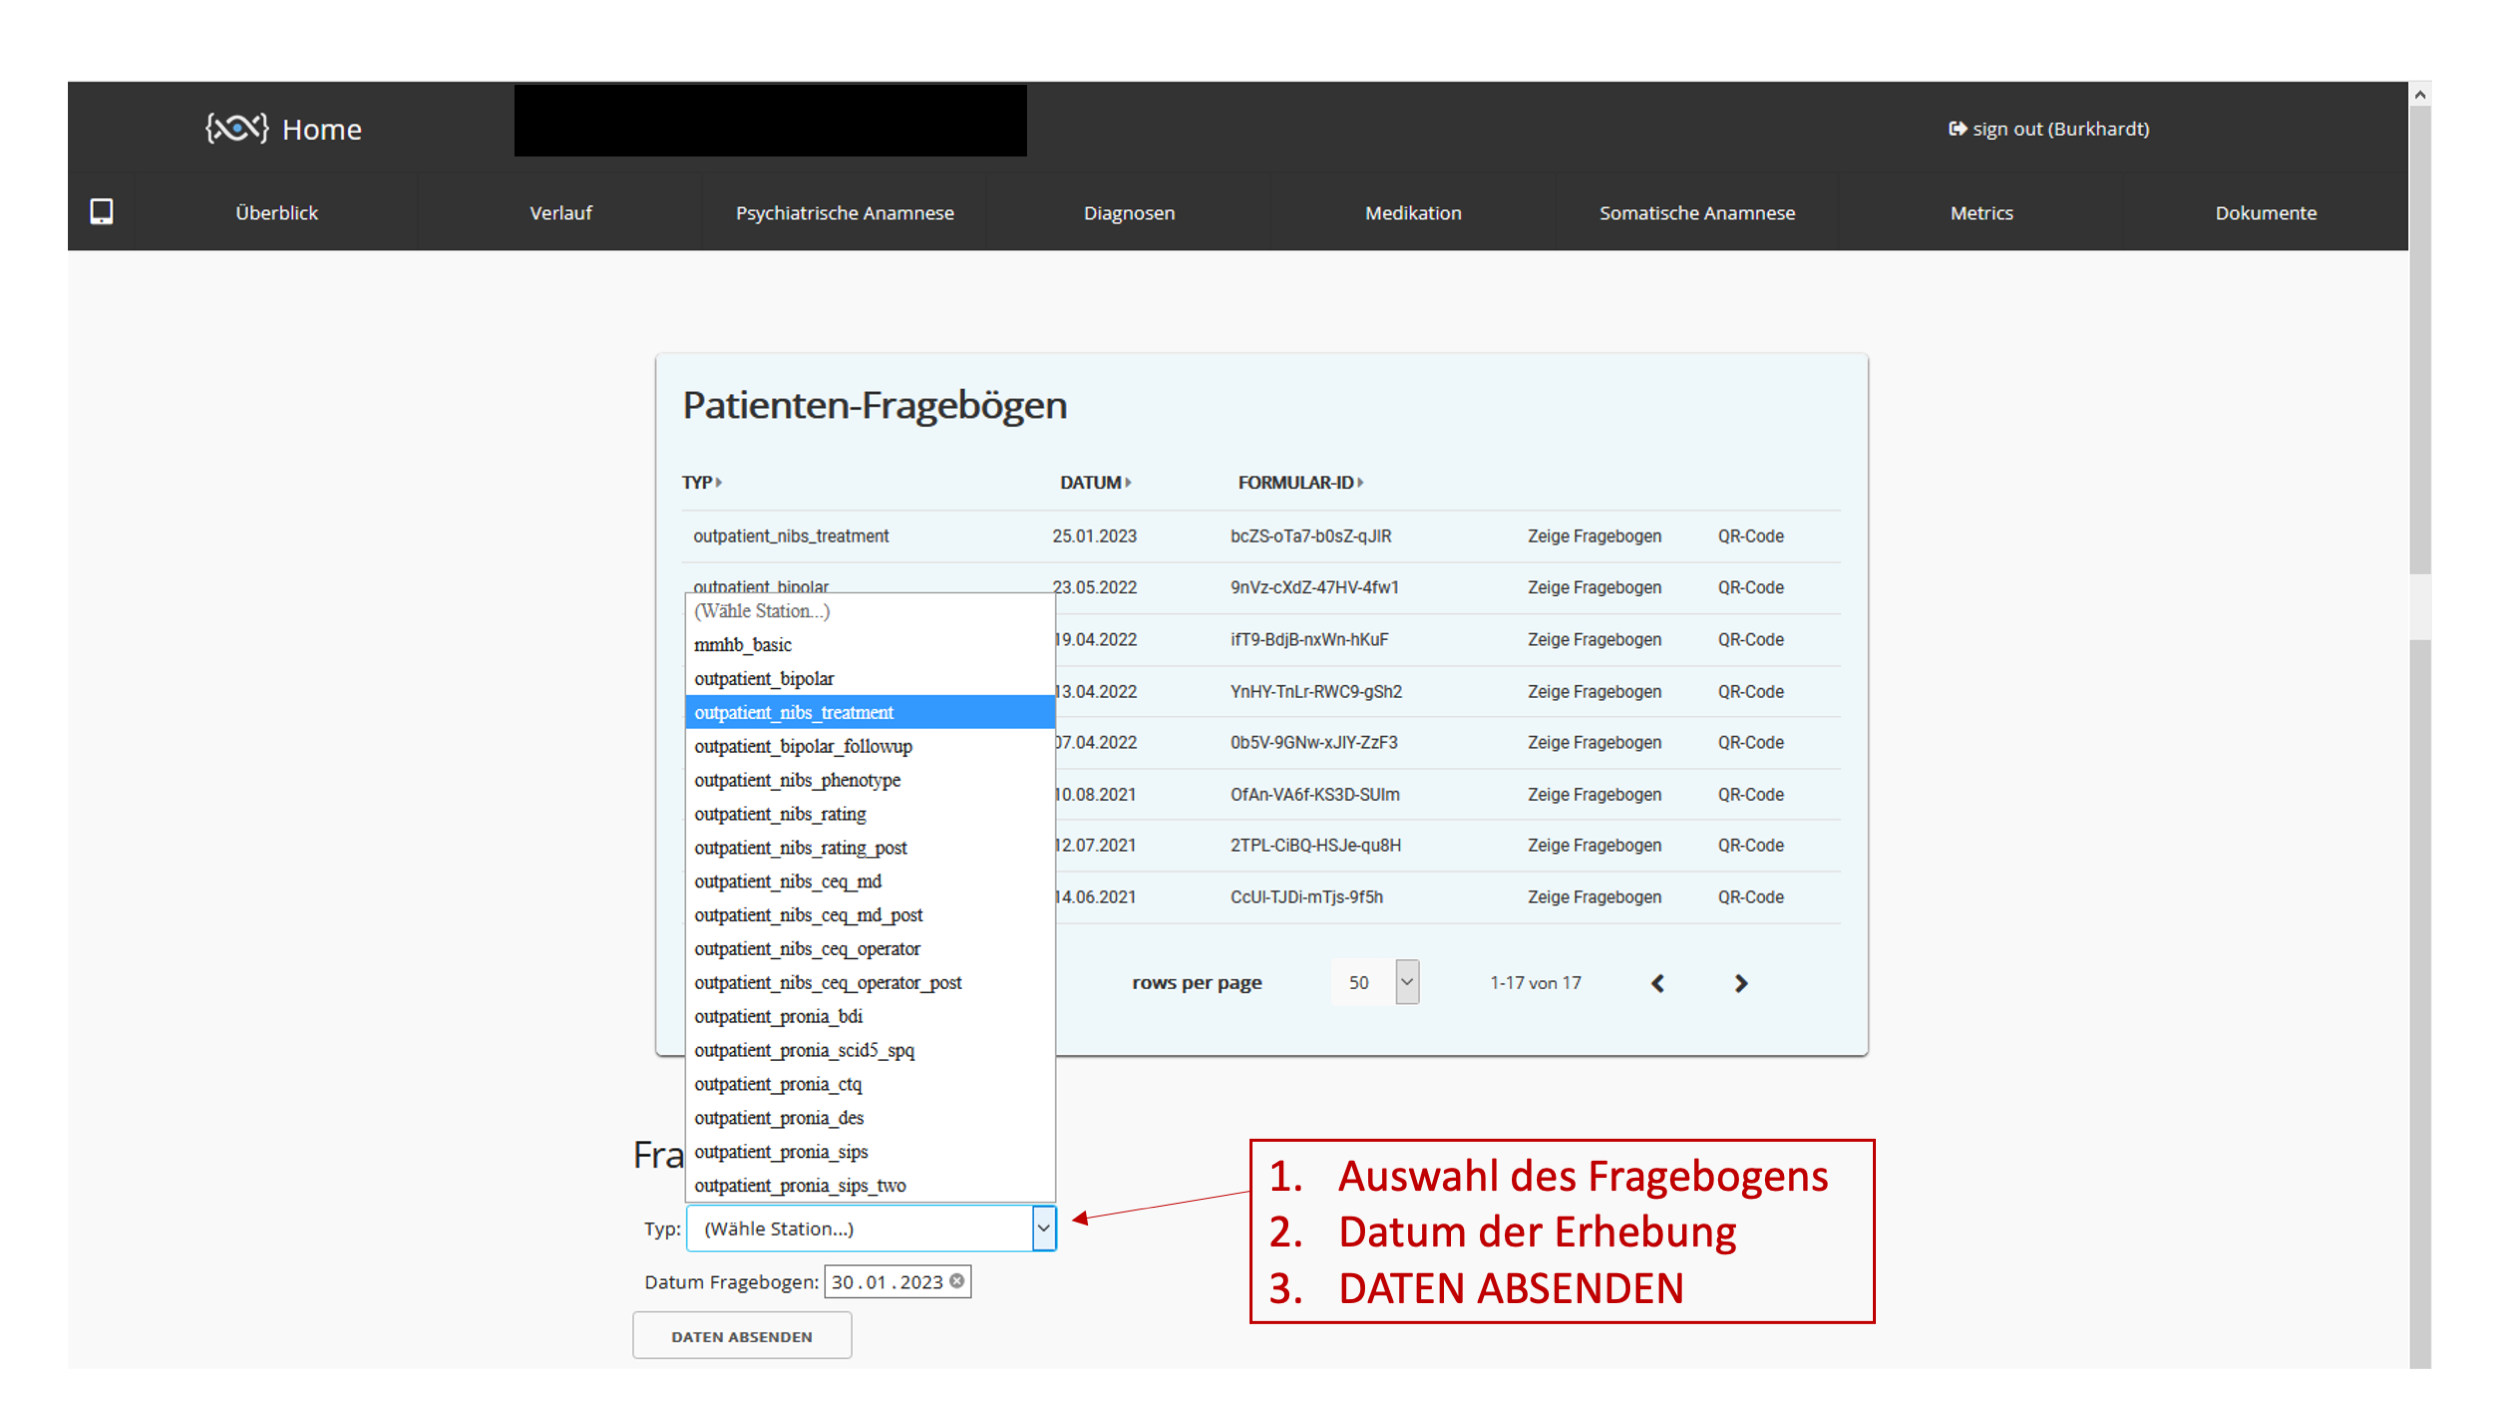 Home
sign out (Burkhardt)
Überblick Verlauf Psychiatrische Anamnese Diagnosen Medikation Somatische Anamnese Metrics Dokumente
Patienten-Fragebögen
TYP DATUM FORMULAR-ID
outpatient_nibs_treatment 25.01.2023 bcZS-oTa7-b0sZ-qJIR Zeige Fragebogen QR-Code
outpatient_bipolar 23.05.2022 9nVz-cXdZ-47HV-4fw1 Zeige Fragebogen QR-Code
19.04.2022 ifT9-BdjB-nxWn-hKuF Zeige Fragebogen QR-Code
13.04.2022 YnHY-TnLr-RWC9-gSh2 Zeige Fragebogen QR-Code
07.04.2022 0b5V-9GNw-xJIY-ZzF3 Zeige Fragebogen QR-Code
10.08.2021 OfAn-VA6f-KS3D-SUIm Zeige Fragebogen QR-Code
12.07.2021 2TPL-CiBQ-HSJe-qu8H Zeige Fragebogen QR-Code
14.06.2021 CcUI-TJDi-mTjs-9f5h Zeige Fragebogen QR-Code
rows per page 50 1-17 von 17
(Wähle Station...)
mmhb_basic
outpatient_bipolar
outpatient_nibs_treatment
outpatient_bipolar_followup
outpatient_nibs_phenotype
outpatient_nibs_rating
outpatient_nibs_rating_post
outpatient_nibs_ceq_md
outpatient_nibs_ceq_md_post
outpatient_nibs_ceq_operator
outpatient_nibs_ceq_operator_post
outpatient_pronia_bdi
outpatient_pronia_scid5_spq
outpatient_pronia_ctq
outpatient_pronia_des
outpatient_pronia_sips
outpatient_pronia_sips_two
Fra
Typ: (Wähle Station...)
Datum Fragebogen: 30.01.2023
DATEN ABSENDEN
1. Auswahl des Fragebogens
2. Datum der Erhebung
3. DATEN ABSENDEN